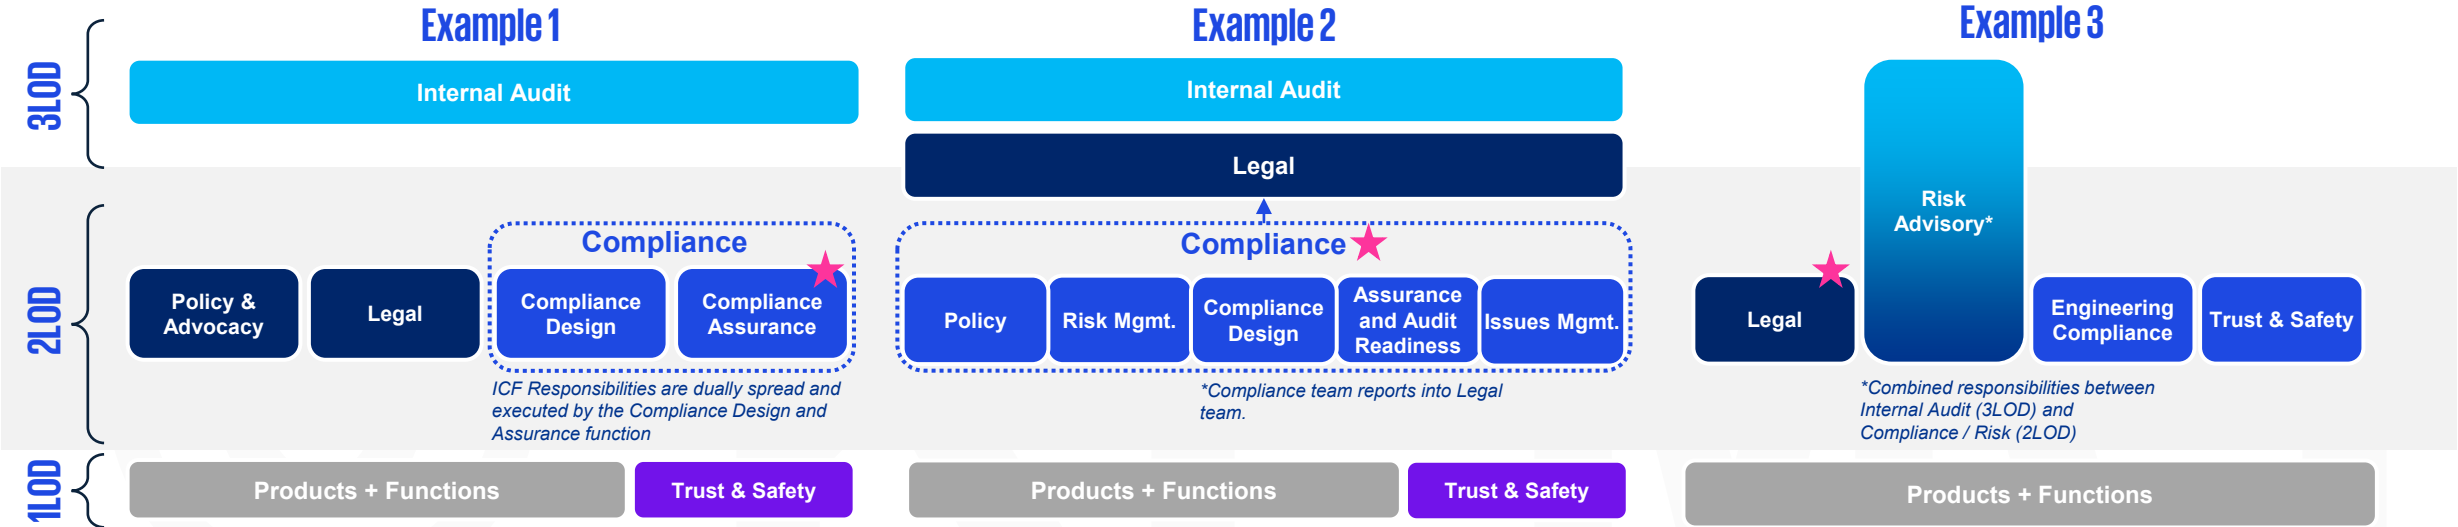 Example 1
Example 2
Example 3
3LOD
Internal Audit
Internal Audit
Legal
Risk
Advisory*
2LOD
Compliance
Policy &
Advocacy
Legal
Compliance
Design
Compliance
Assurance
ICF Responsibilities are dually spread and
executed by the Compliance Design and
Assurance function
Compliance
Policy
Risk Mgmt.
Compliance
Design
Assurance
and Audit
Readiness
Issues Mgmt.
*Compliance team reports into Legal
team.
Legal
Engineering
Compliance
Trust & Safety
*Combined responsibilities between
Internal Audit (3LOD) and
Compliance / Risk (2LOD)
1LOD
Products + Functions
Trust & Safety
Products + Functions
Trust & Safety
Products + Functions